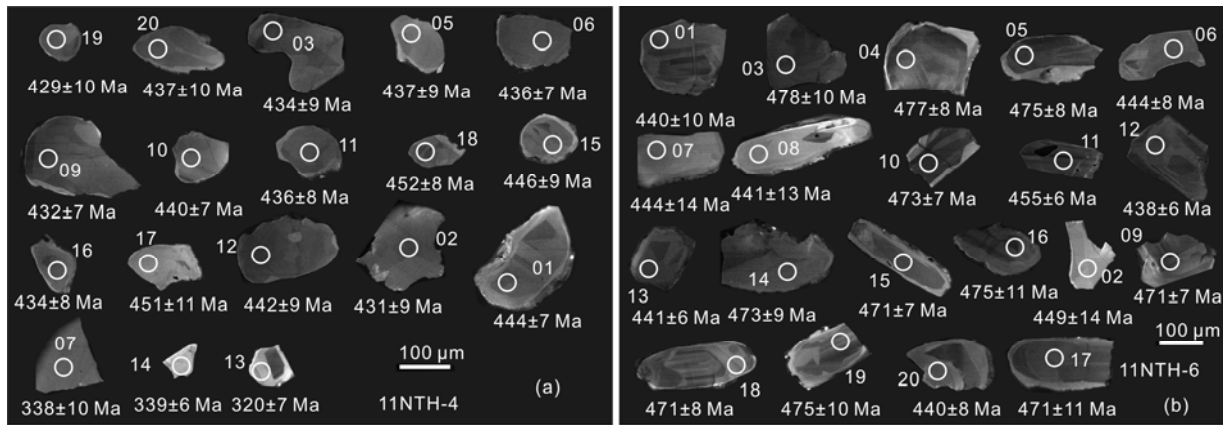 19
20
03
05
06
429±10 Ma
437±10 Ma
434±9 Ma
437±9 Ma
436±7 Ma
09
10
11
18
15
432±7 Ma
440±7 Ma
436±8 Ma
452±8 Ma
446±9 Ma
16
17
12
02
01
434±8 Ma
451±11 Ma
442±9 Ma
431±9 Ma
444±7 Ma
07
14
13
100 µm
338±10 Ma
339±6 Ma
320±7 Ma
11NTH-4
(a)
01
03
04
05
06
440±10 Ma
478±10 Ma
477±8 Ma
475±8 Ma
444±8 Ma
07
08
10
11
12
444±14 Ma
441±13 Ma
473±7 Ma
455±6 Ma
438±6 Ma
13
14
15
16
02
09
441±6 Ma
473±9 Ma
471±7 Ma
475±11 Ma
449±14 Ma
471±7 Ma
100 µm
18
19
20
17
11NTH-6
471±8 Ma
475±10 Ma
440±8 Ma
471±11 Ma
(b)